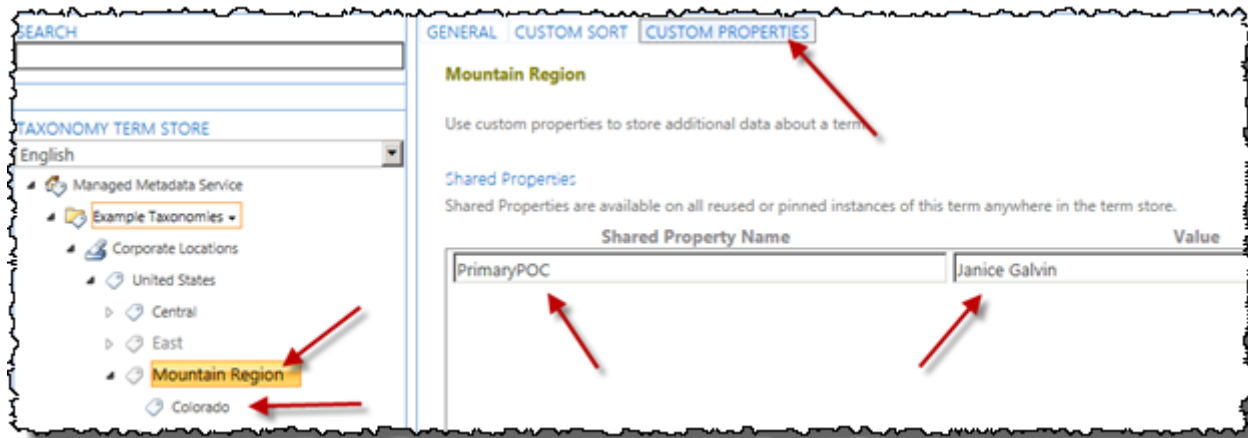 SEARCH
TAXONOMY TERM STORE
English
Managed Metadata Service
Example Taxonomies
Corporate Locations
United States
Central
East
Mountain Region
Colorado
GENERAL CUSTOM SORT CUSTOM PROPERTIES
Mountain Region
Use custom properties to store additional data about a term
Shared Properties
Shared Properties are available on all reused or pinned instances of this term anywhere in the term store.
Shared Property Name Value
PrimaryPOC Janice Galvin